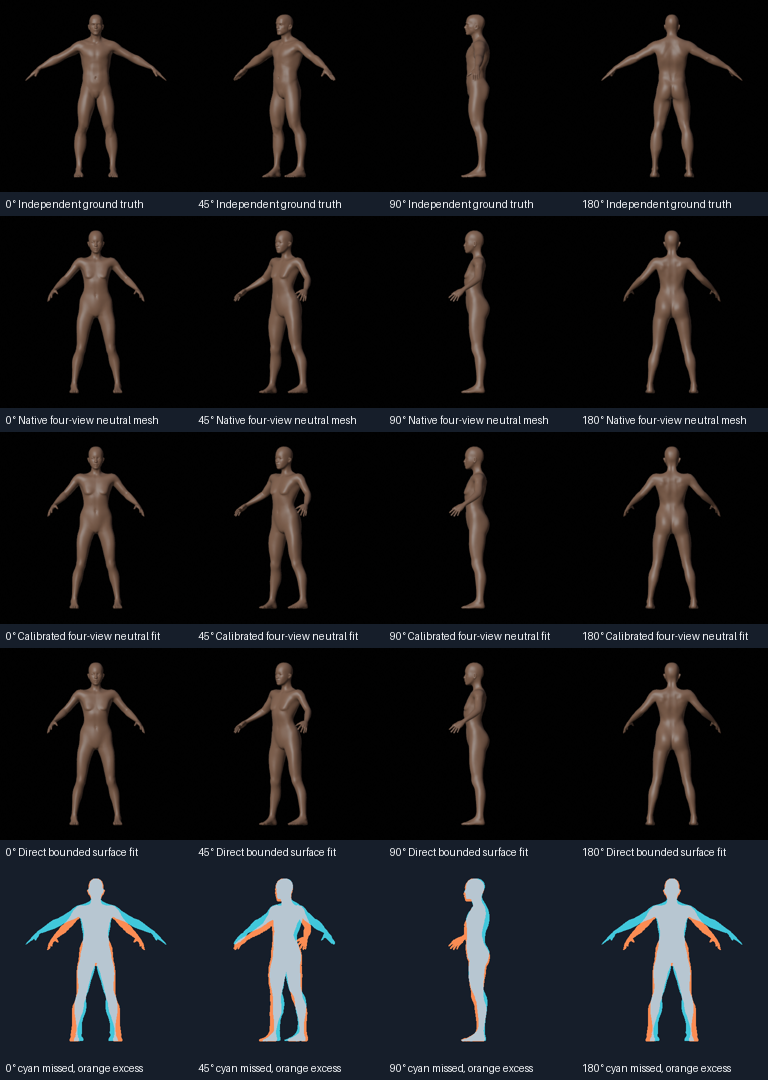 0° Independent ground truth
45° Independent ground truth
90° Independent ground truth
180° Independent ground truth
0° Native four-view neutral mesh
45° Native four-view neutral mesh
90° Native four-view neutral mesh
180° Native four-view neutral mesh
0° Calibrated four-view neutral fit
45° Calibrated four-view neutral fit
90° Calibrated four-view neutral fit
180° Calibrated four-view neutral fit
0° Direct bounded surface fit
45° Direct bounded surface fit
90° Direct bounded surface fit
180° Direct bounded surface fit
0° cyan missed, orange excess
45° cyan missed, orange excess
90° cyan missed, orange excess
180° cyan missed, orange excess